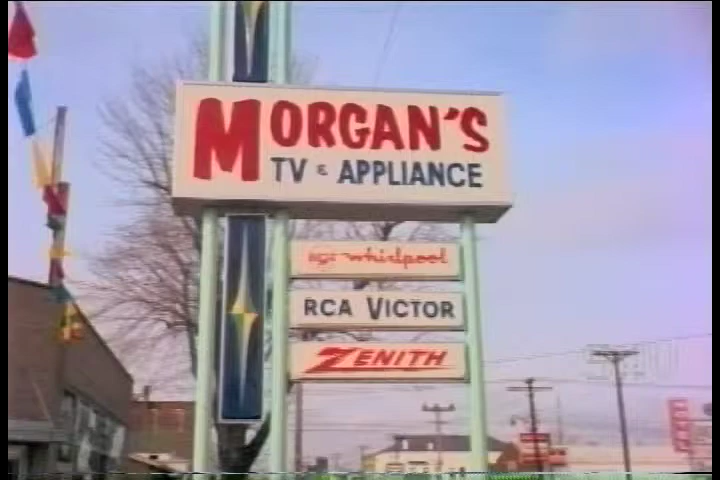 MORGAN'S
TV & APPLIANCE
whirlpool
RCA VICTOR
ZENITH